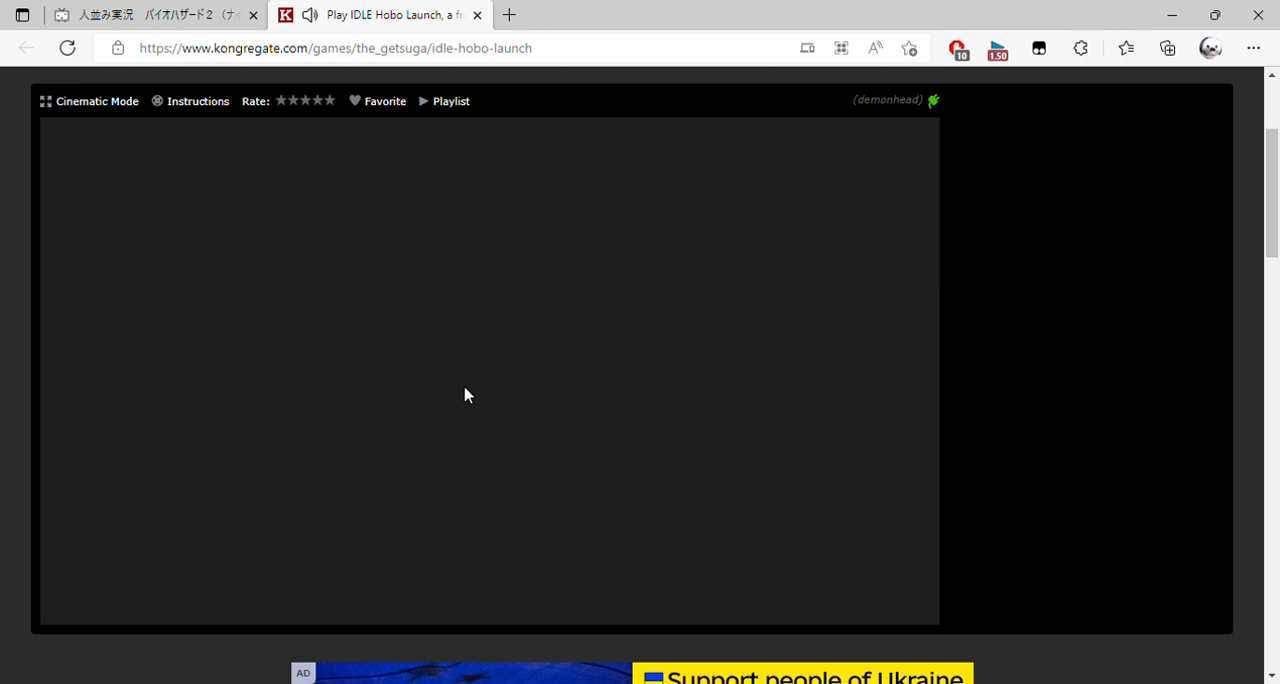 人並み実況 バイオハザード２ （ナイ
Play IDLE Hobo Launch, a fr
https://www.kongregate.com/games/the_getsuga/idle-hobo-launch
10
1.50
Cinematic Mode
Instructions
Rate:
Favorite
Playlist
(demonhead)
AD
Support people of Ukraine